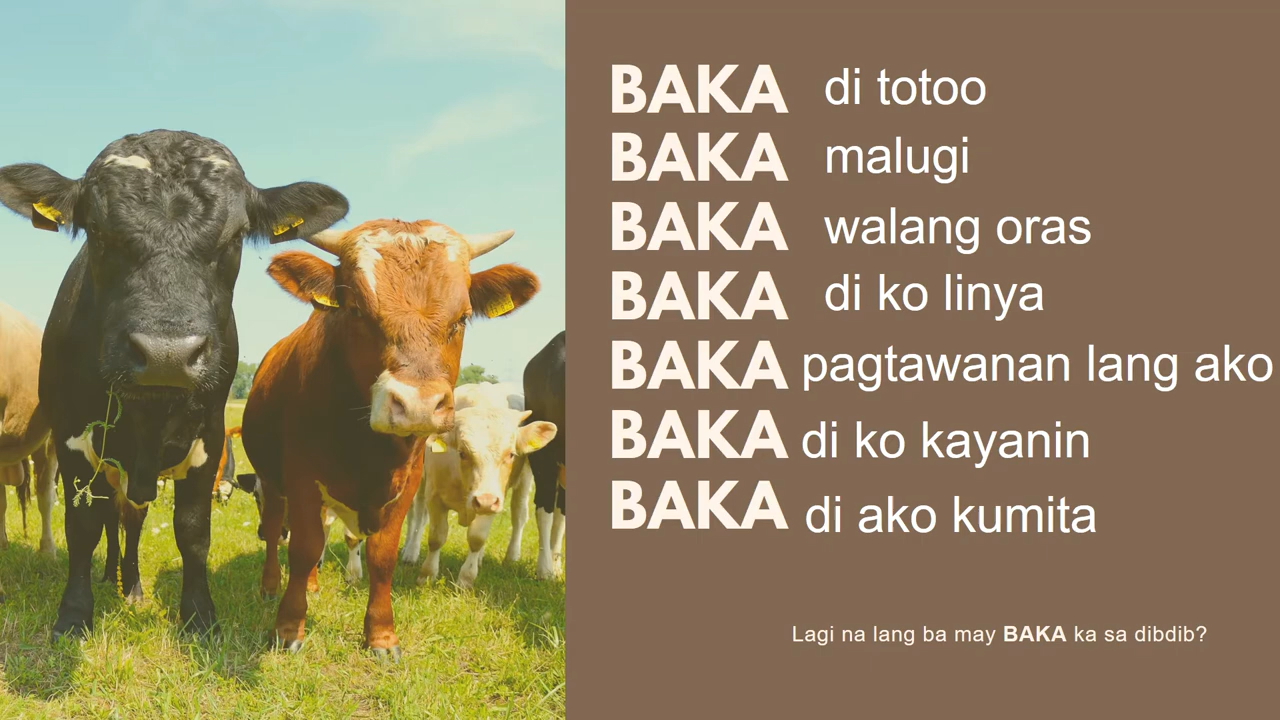 BAKA di totoo
BAKA malugi
BAKA walang oras
BAKA di ko linya
BAKA pagtawanan lang ako
BAKA di ko kayanin
BAKA di ako kumita
Lagi na lang ba may BAKA ka sa dibdib?